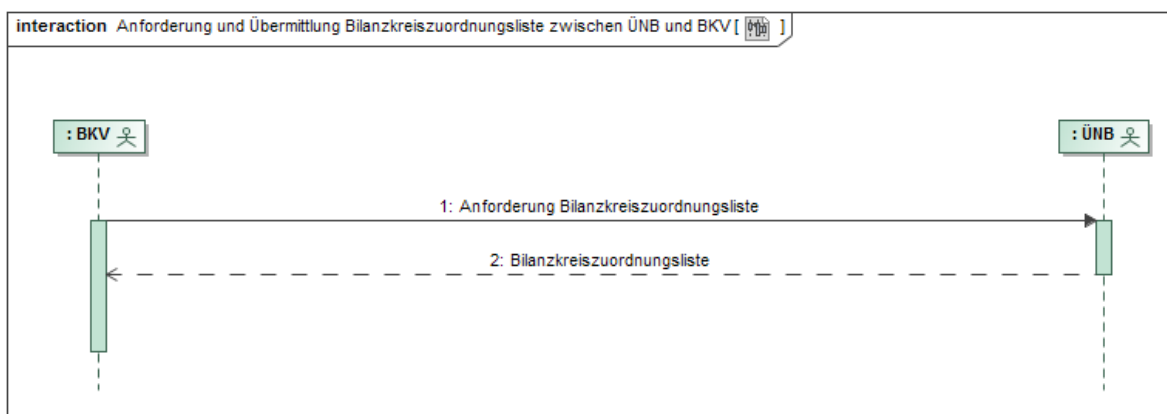 interaction Anforderung und Übermittlung Bilanzkreiszuordnungsliste zwischen ÜNB und BKV [ ]
: BKV
: ÜNB
1: Anforderung Bilanzkreiszuordnungsliste
2: Bilanzkreiszuordnungsliste